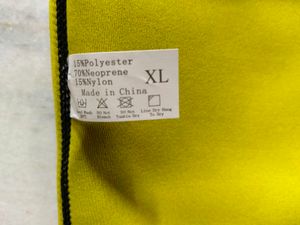 15%Polyester
70%Neoprene
15%Nylon
XL
Made in China
Do Not
Bleach
Do Not
Tumble Dry
Line Dry
To Dry